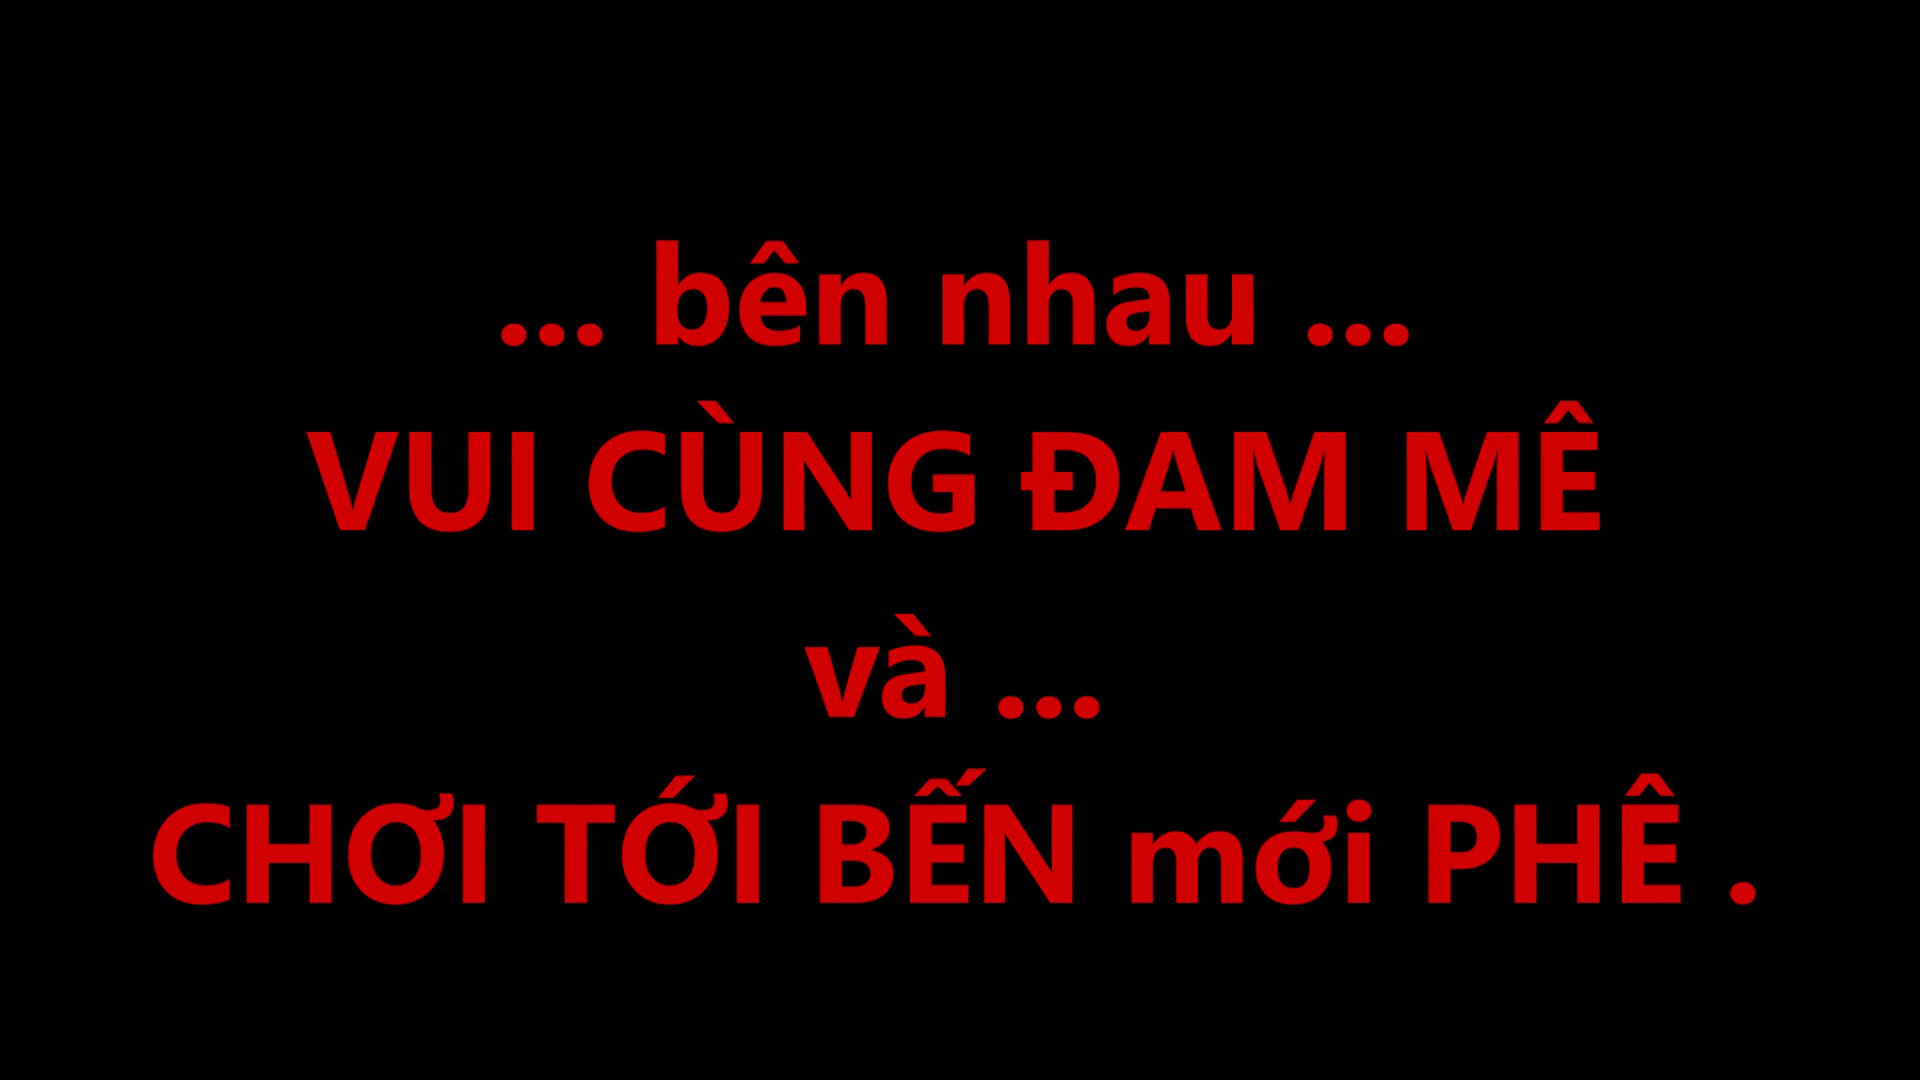 ... bên nhau ...
VUI CÙNG ĐAM MÊ
và ...
CHƠI TỚI BẾN mới PHÊ .